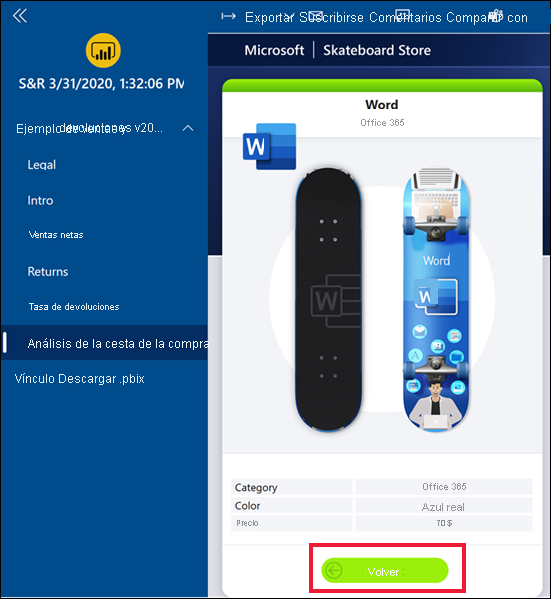 Exportar Suscribirse Comentarios Compartir con
S&R 3/31/2020, 1:32:06 PM
Ejemplo de ventas y devoluciones v20...
Legal
Intro
Ventas netas
Returns
Tasa de devoluciones
Análisis de la cesta de la compra
Vínculo Descargar .pbix
Microsoft | Skateboard Store
Word
Office 365
W
W
Word
W
Category Office 365
Color Azul real
Precio 70 $
Volver